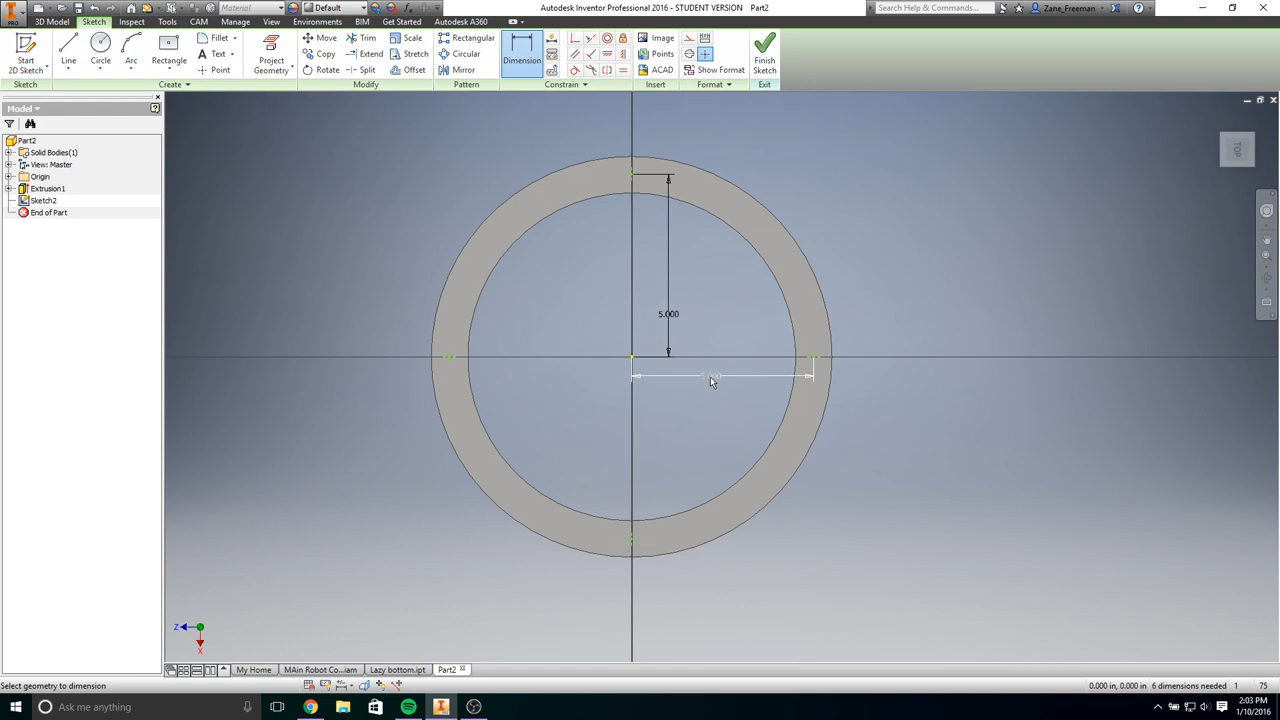 Material
Default
Autodesk Inventor Professional 2016 - STUDENT VERSION Part2
Search Help & Commands...
Zane_Freeman
PRO
3D Model Sketch Inspect Tools CAM Manage View Environments BIM Get Started Autodesk A360
Start
2D Sketch
Line
Circle
Arc
Rectangle
Fillet
Text
Point
Project
Geometry
Move
Copy
Rotate
Trim
Extend
Split
Scale
Stretch
Offset
Rectangular
Circular
Mirror
Dimension
Image
Points
ACAD
Show Format
Finish
Sketch
Sketch Create Modify Pattern Constrain Insert Format Exit
Model
Part2
Solid Bodies(1)
View: Master
Origin
Extrusion1
Sketch2
End of Part
TOP
5.000
Z
X
My Home MAin Robot Co...iam Lazy bottom.ipt Part2
Select geometry to dimension
0.000 in, 0.000 in 6 dimensions needed 1 75
Ask me anything
2:03 PM
1/10/2016